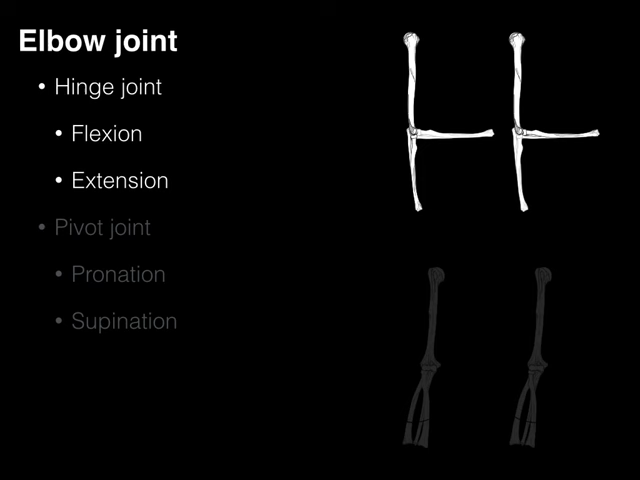 Elbow joint
• Hinge joint
• Flexion
• Extension
• Pivot joint
• Pronation
• Supination